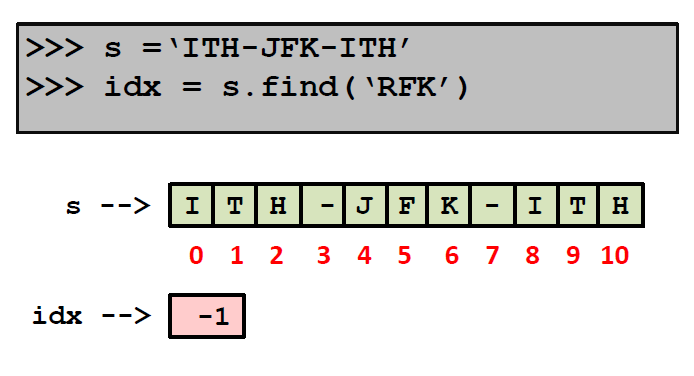 >>> s =‘ITH-JFK-ITH’
>>> idx = s.find(‘RFK’)
s --> I T H - J F K - I T H
0 1 2 3 4 5 6 7 8 9 10
idx --> -1